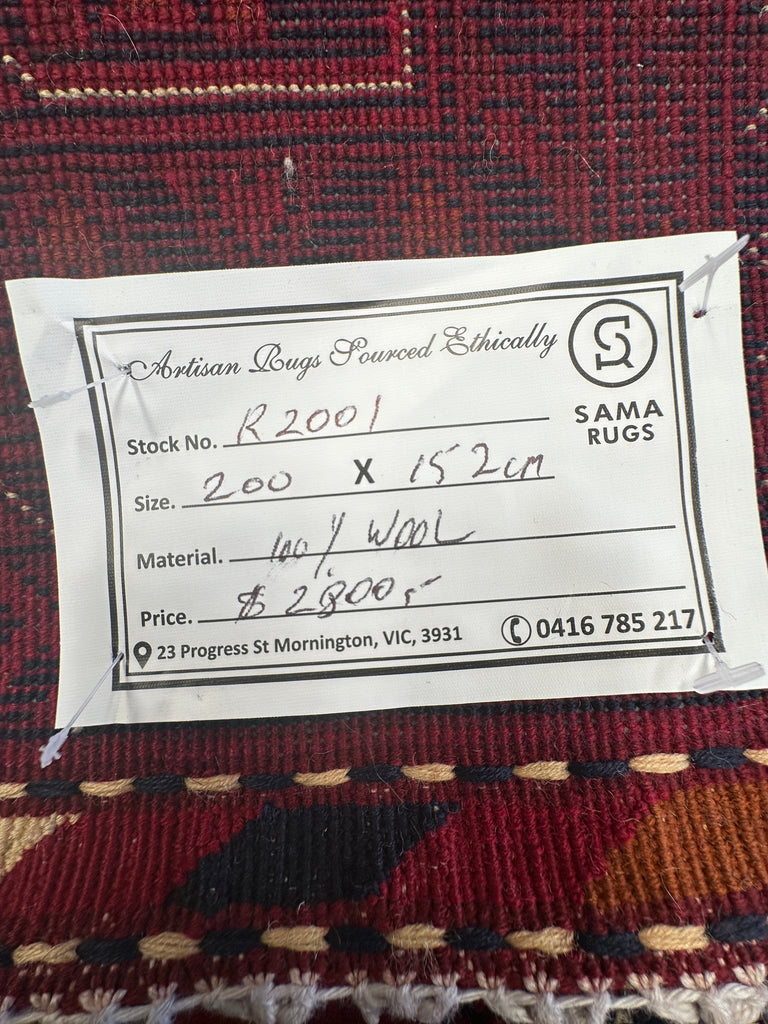 Artisan Rugs Sourced Ethically
SR
SAMA
RUGS
Stock No. R2001
Size. 200 X 152cm
Material. 100% WOOL
Price. $2800,-
23 Progress St Mornington, VIC, 3931
0416 785 217